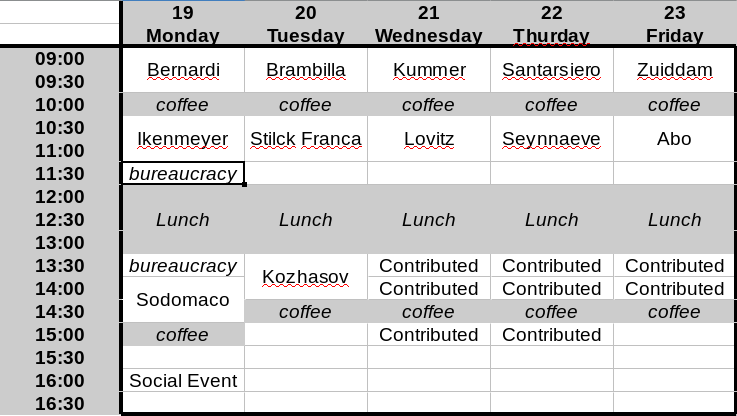 19 20 21 22 23
Monday Tuesday Wednesday Thurday Friday
09:00
Bernardi Brambilla Kummer Santarsiero Zuiddam
09:30
10:00 coffee coffee coffee coffee coffee
10:30
Ikenmeyer Stilck Franca Lovitz Seynnaeve Abo
11:00
11:30 bureaucracy
12:00
12:30 Lunch Lunch Lunch Lunch Lunch
13:00
13:30 bureaucracy Contributed Contributed Contributed
Kozhasov
14:00 Contributed Contributed Contributed
Sodomaco
14:30 coffee coffee coffee coffee
15:00 coffee Contributed Contributed
15:30
16:00 Social Event
16:30